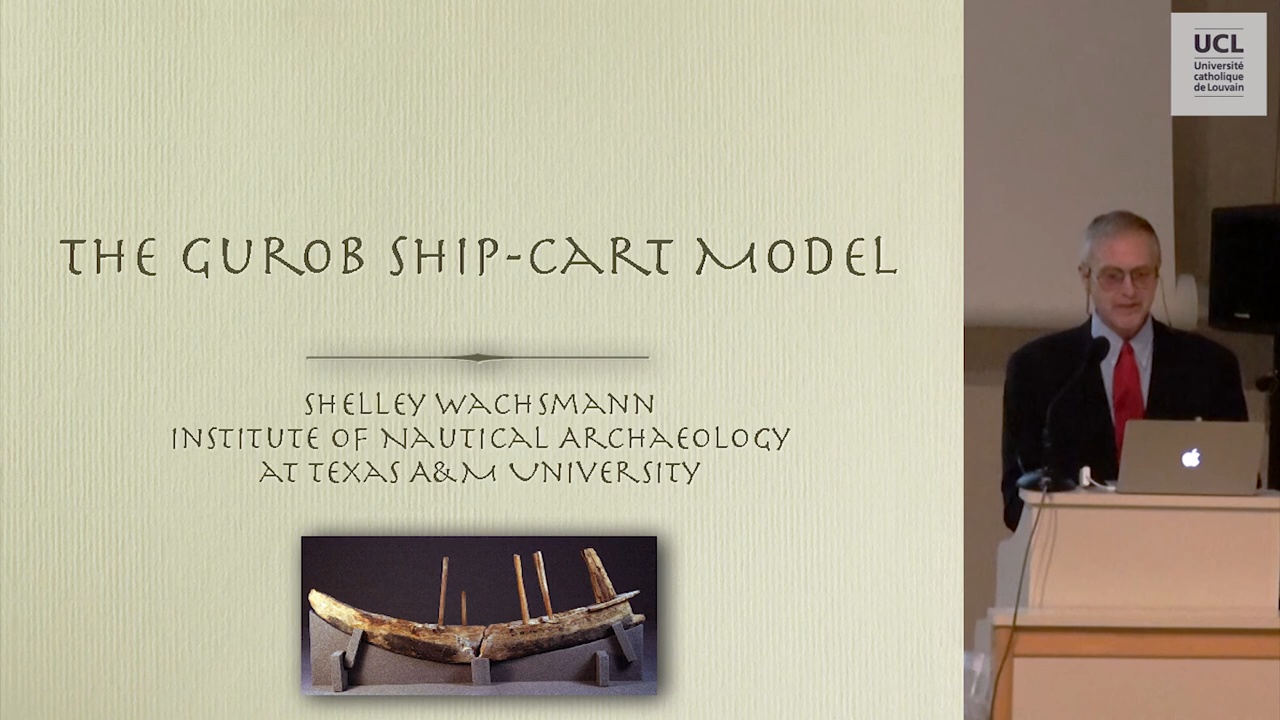 THE GUROB SHIP-CART MODEL
SHELLEY WACHSMANN
INSTITUTE OF NAUTICAL ARCHAEOLOGY
AT TEXAS A&M UNIVERSITY
UCL
Université
catholique
de Louvain